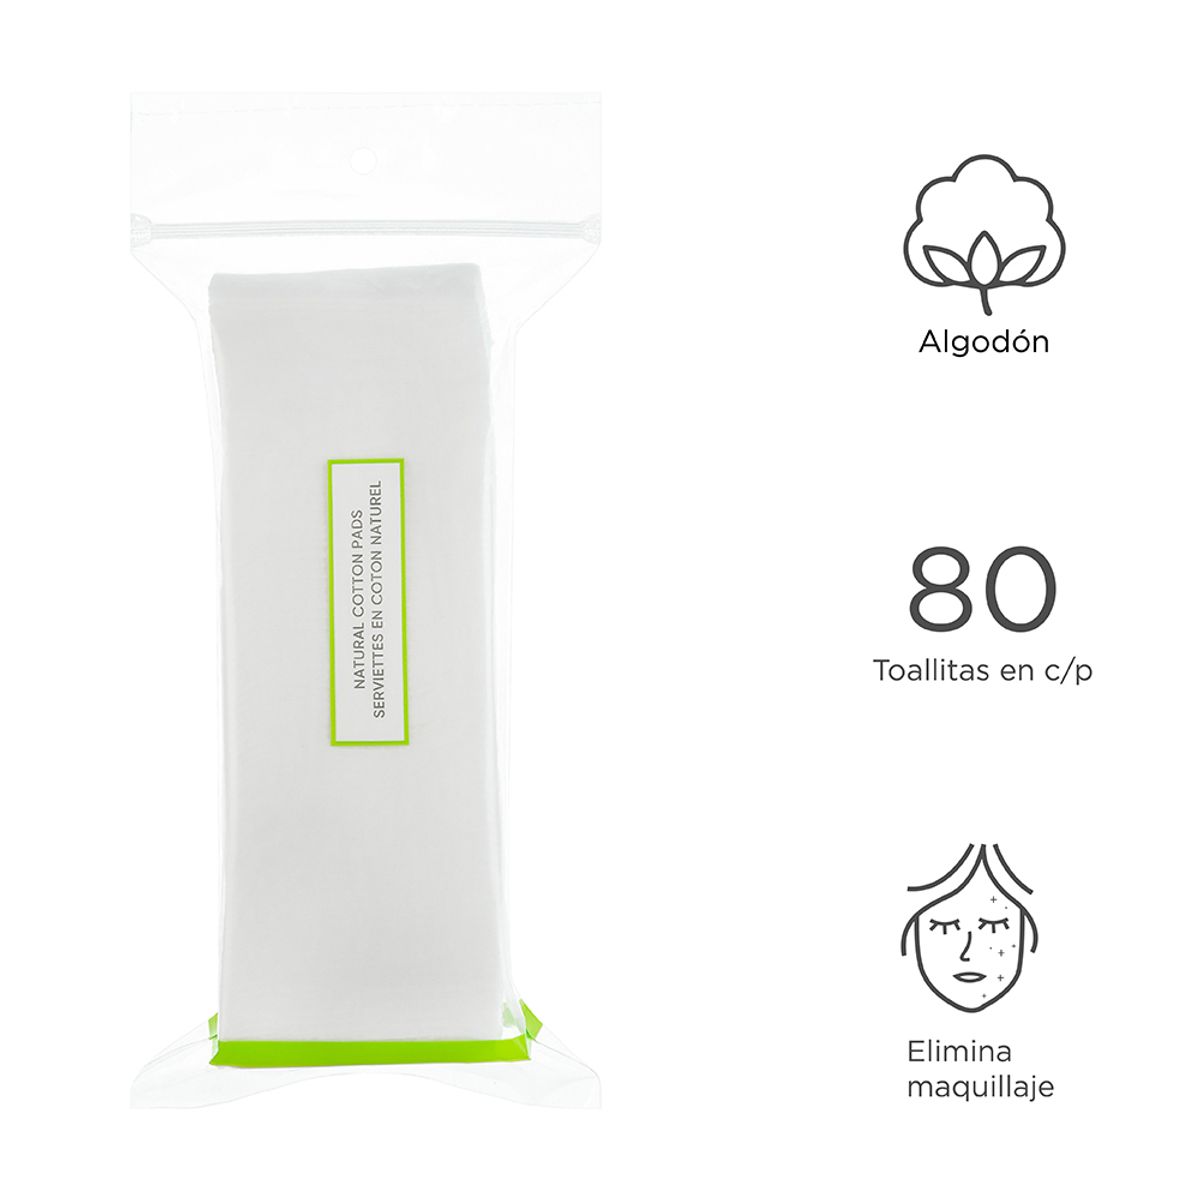 NATURAL COTTON PADS
SERVIETTES EN COTON NATUREL
Algodón
80
Toallitas en c/p
Elimina
maquillaje